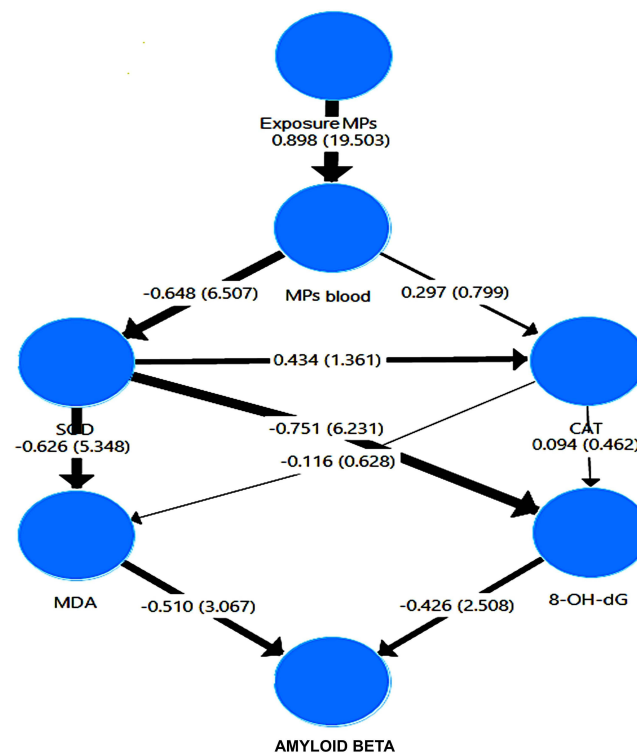 Exposure MPs
0.898 (19.503)
MPs blood
-0.648 (6.507)
0.297 (0.799)
0.434 (1.361)
SOD
-0.626 (5.348)
-0.751 (6.231)
CAT
0.094 (0.462)
-0.116 (0.628)
MDA
8-OH-dG
-0.510 (3.067)
-0.426 (2.508)
AMYLOID BETA